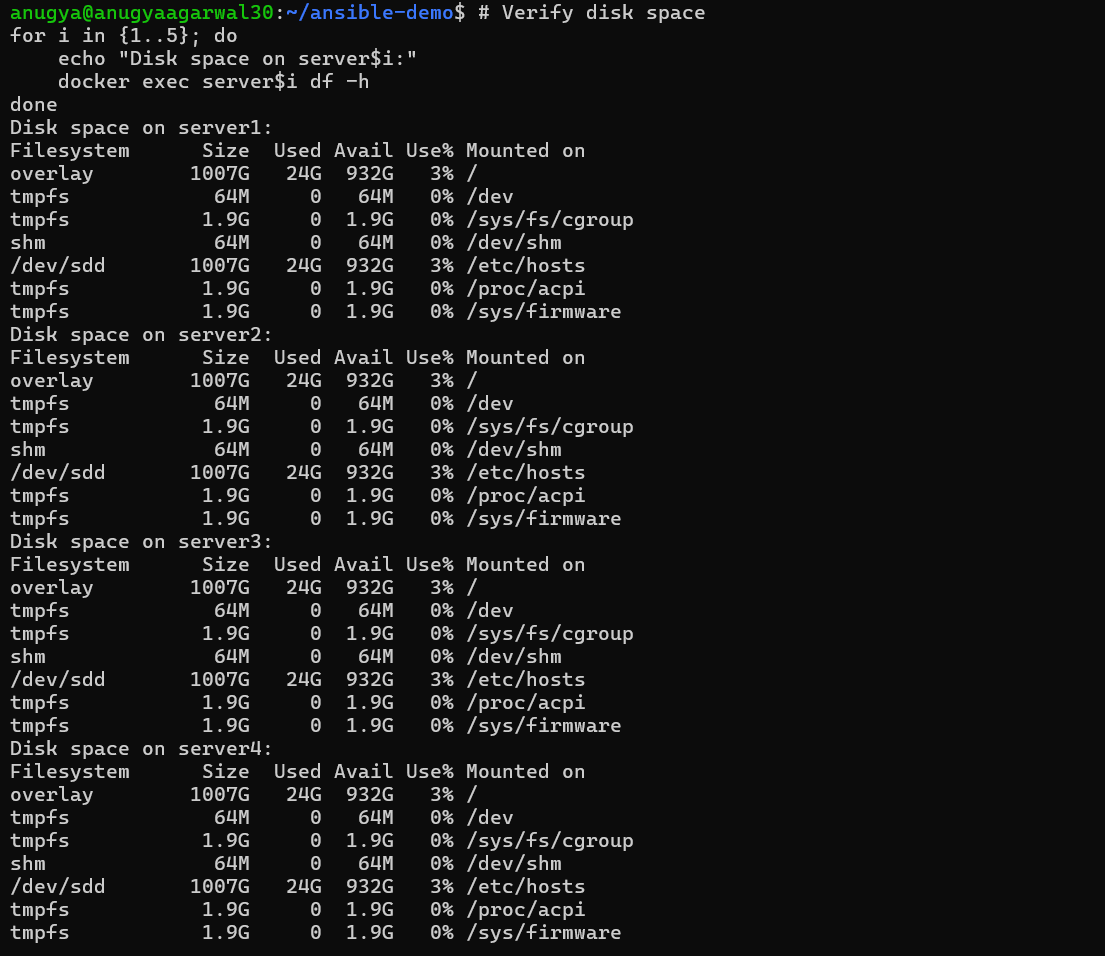 anugya@anugyaagarwal30:~/ansible-demo$ # Verify disk space
for i in {1..5}; do
    echo "Disk space on server$i:"
    docker exec server$i df -h
done
Disk space on server1:
Filesystem      Size  Used Avail Use% Mounted on
overlay        1007G   24G  932G   3% /
tmpfs            64M     0   64M   0% /dev
tmpfs           1.9G     0  1.9G   0% /sys/fs/cgroup
shm              64M     0   64M   0% /dev/shm
/dev/sdd       1007G   24G  932G   3% /etc/hosts
tmpfs           1.9G     0  1.9G   0% /proc/acpi
tmpfs           1.9G     0  1.9G   0% /sys/firmware
Disk space on server2:
Filesystem      Size  Used Avail Use% Mounted on
overlay        1007G   24G  932G   3% /
tmpfs            64M     0   64M   0% /dev
tmpfs           1.9G     0  1.9G   0% /sys/fs/cgroup
shm              64M     0   64M   0% /dev/shm
/dev/sdd       1007G   24G  932G   3% /etc/hosts
tmpfs           1.9G     0  1.9G   0% /proc/acpi
tmpfs           1.9G     0  1.9G   0% /sys/firmware
Disk space on server3:
Filesystem      Size  Used Avail Use% Mounted on
overlay        1007G   24G  932G   3% /
tmpfs            64M     0   64M   0% /dev
tmpfs           1.9G     0  1.9G   0% /sys/fs/cgroup
shm              64M     0   64M   0% /dev/shm
/dev/sdd       1007G   24G  932G   3% /etc/hosts
tmpfs           1.9G     0  1.9G   0% /proc/acpi
tmpfs           1.9G     0  1.9G   0% /sys/firmware
Disk space on server4:
Filesystem      Size  Used Avail Use% Mounted on
overlay        1007G   24G  932G   3% /
tmpfs            64M     0   64M   0% /dev
tmpfs           1.9G     0  1.9G   0% /sys/fs/cgroup
shm              64M     0   64M   0% /dev/shm
/dev/sdd       1007G   24G  932G   3% /etc/hosts
tmpfs           1.9G     0  1.9G   0% /proc/acpi
tmpfs           1.9G     0  1.9G   0% /sys/firmware